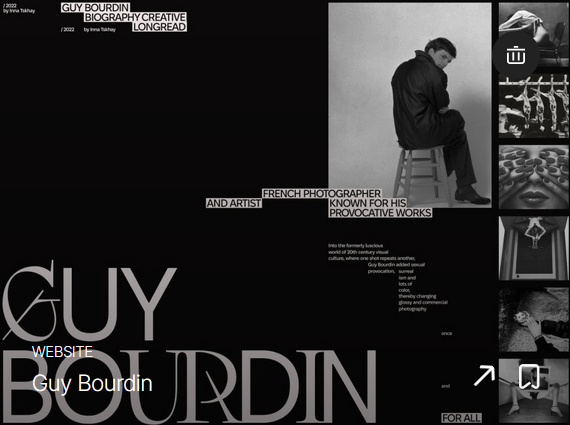 / 2022
by Inna Tskhay
GUY BOURDIN
BIOGRAPHY CREATIVE
LONGREAD
/ 2022 by Inna Tskhay
FRENCH PHOTOGRAPHER
AND ARTIST KNOWN FOR HIS
PROVOCATIVE WORKS
Into the formerly luscious
world of 20th century visual
culture, where one shot repeats another,
Guy Bourdin added sexual
provocation, surreal
ism and
lots of
color,
thereby changing
glossy and commercial
photography
once
and
FOR ALL
GUY
BOURDIN
WEBSITE
Guy Bourdin